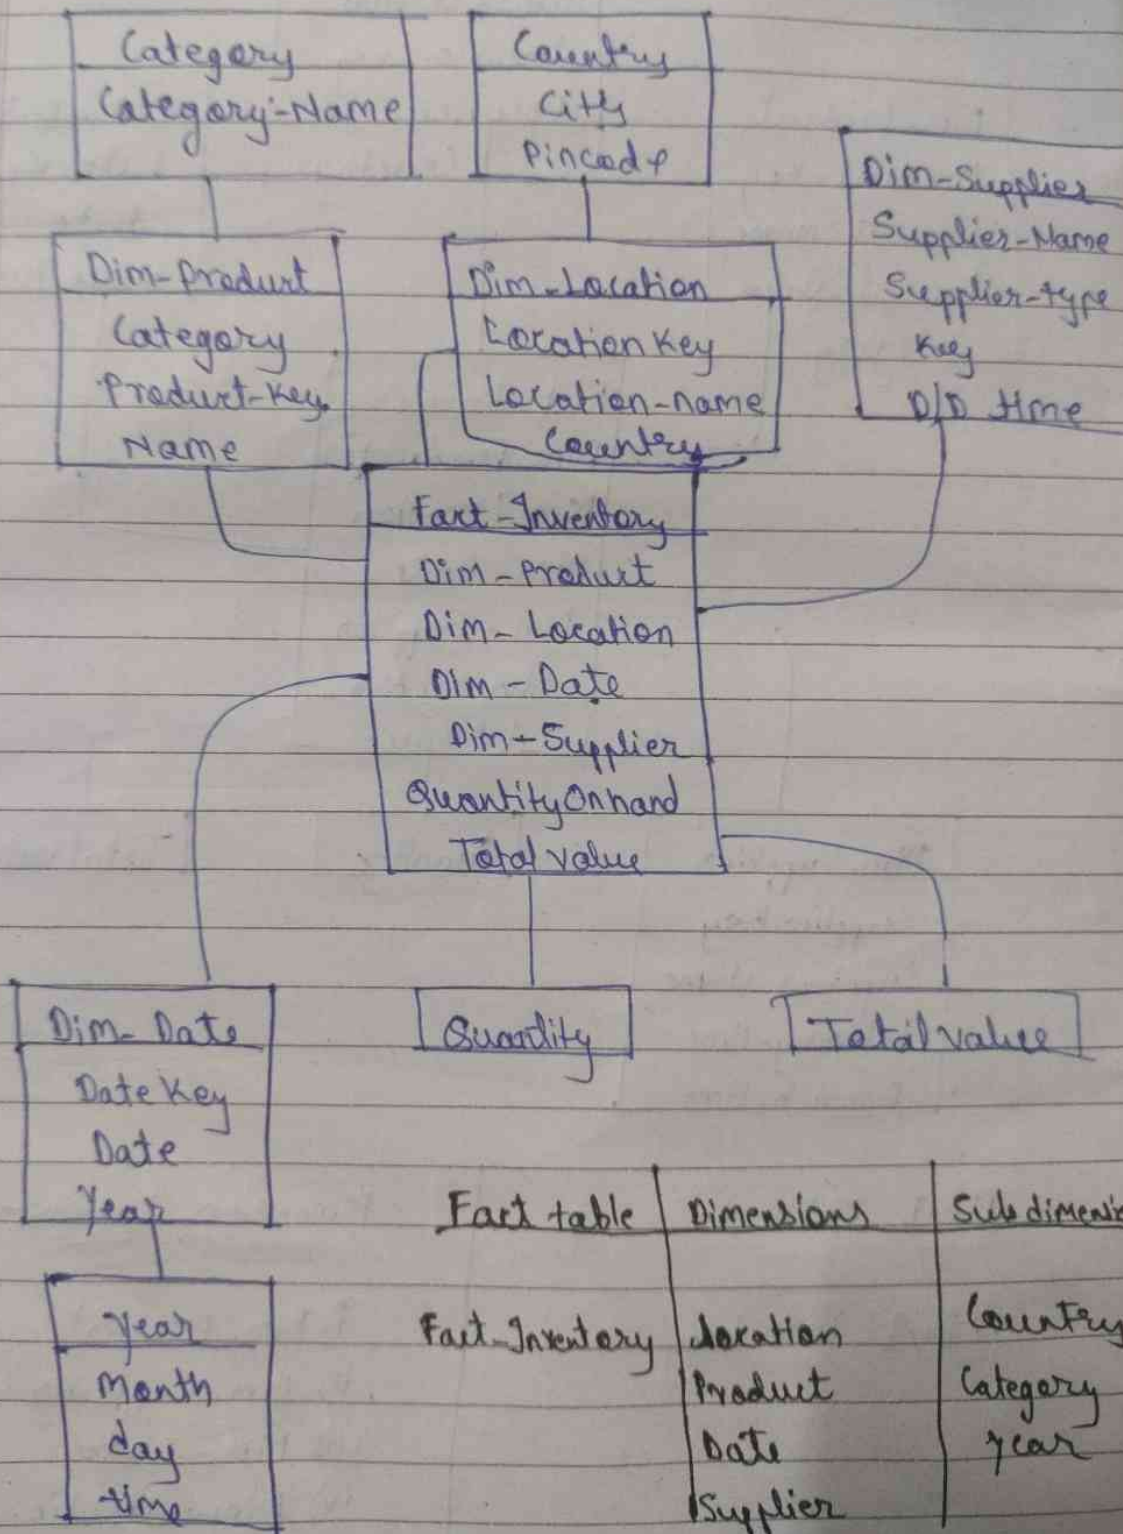 Category
Category-Name
Country
City
Pincode
Dim-Supplier
Supplier-Name
Supplier-type
Key
D/D time
Dim-Product
Category
Product-Key
Name
Dim-Location
Location Key
Location-name
Country
Fact-Inventory
Dim-Product
Dim-Location
Dim-Date
Dim-Supplier
QuantityOnhand
Total value
Dim-Date
Date Key
Date
Year
Quantity
Total value
Year
Month
day
time
Fact table | Dimensions | Sub dimensi
Fact-Inventory | Location | Country
Product | Category
Date | year
Supplier